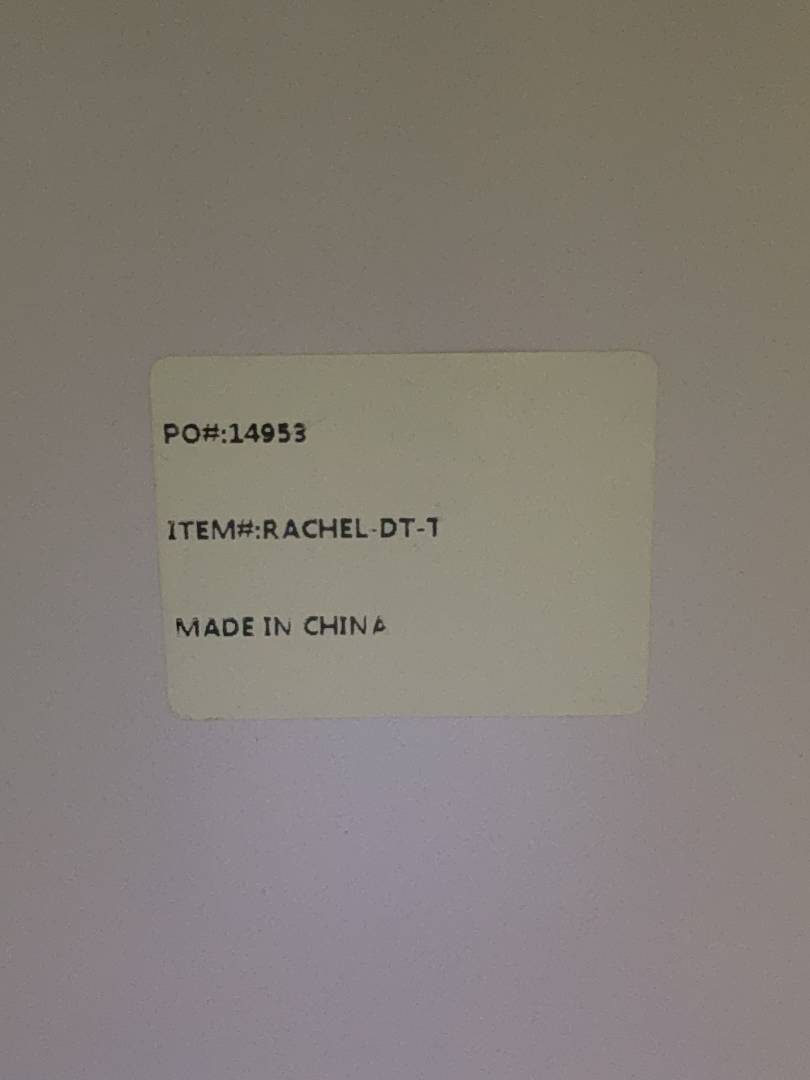 PO#:14953
ITEM#:RACHEL-DT-T
MADE IN CHINA